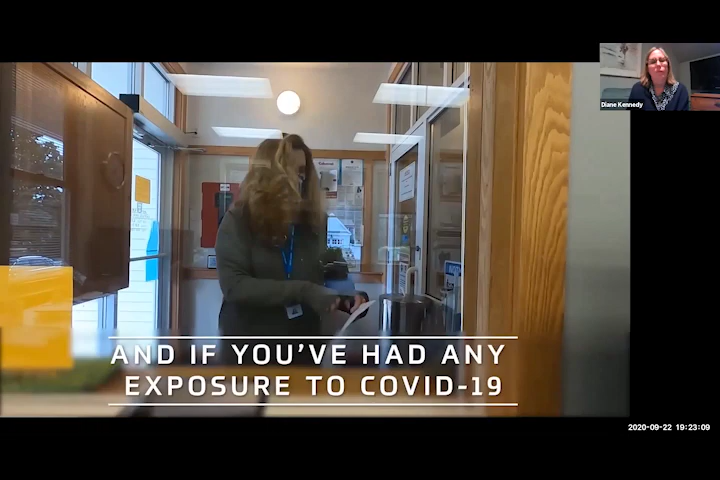 Diane Kennedy
AND IF YOU'VE HAD ANY
EXPOSURE TO COVID-19
2020-09-22 19:23:09